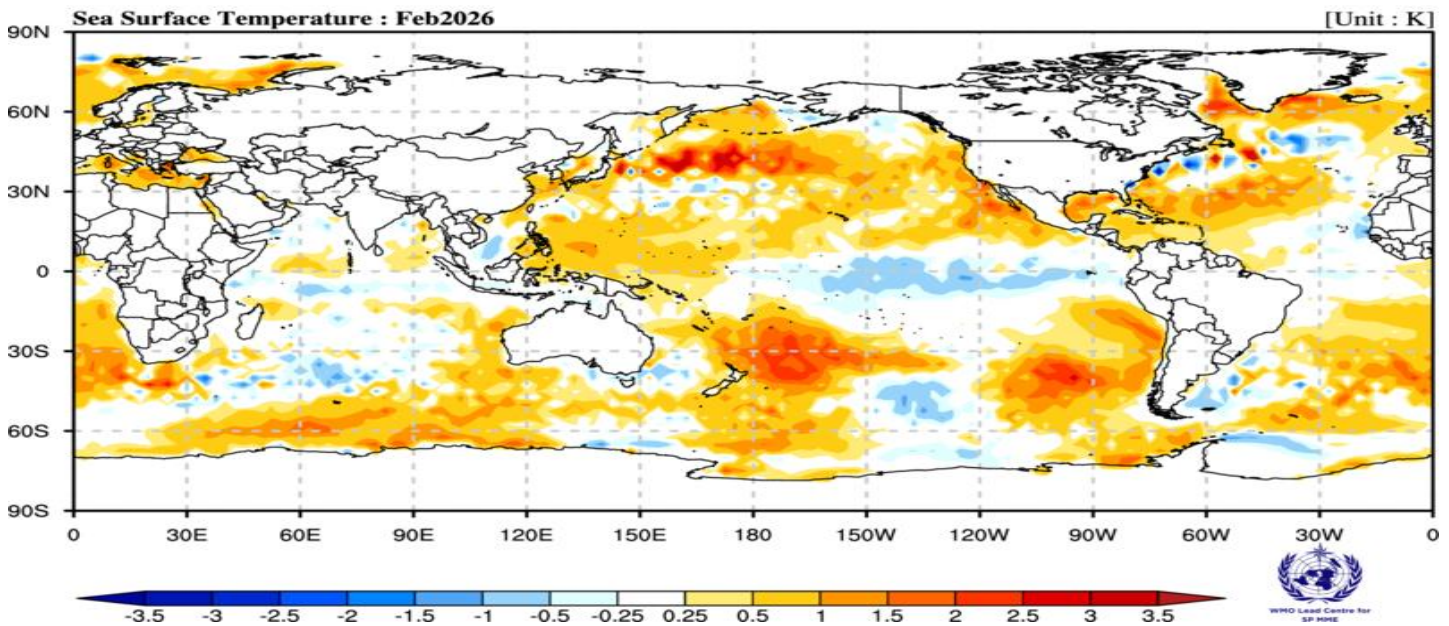 Sea Surface Temperature : Feb2026 [Unit : K]
90N
60N
30N
0
30S
60S
90S
0 30E 60E 90E 120E 150E 180 150W 120W 90W 60W 30W 0
-3.5 -3 -2.5 -2 -1.5 -1 -0.5 -0.25 0.25 0.5 1 1.5 2 2.5 3 3.5
WMO Lead Centre for
SP MME